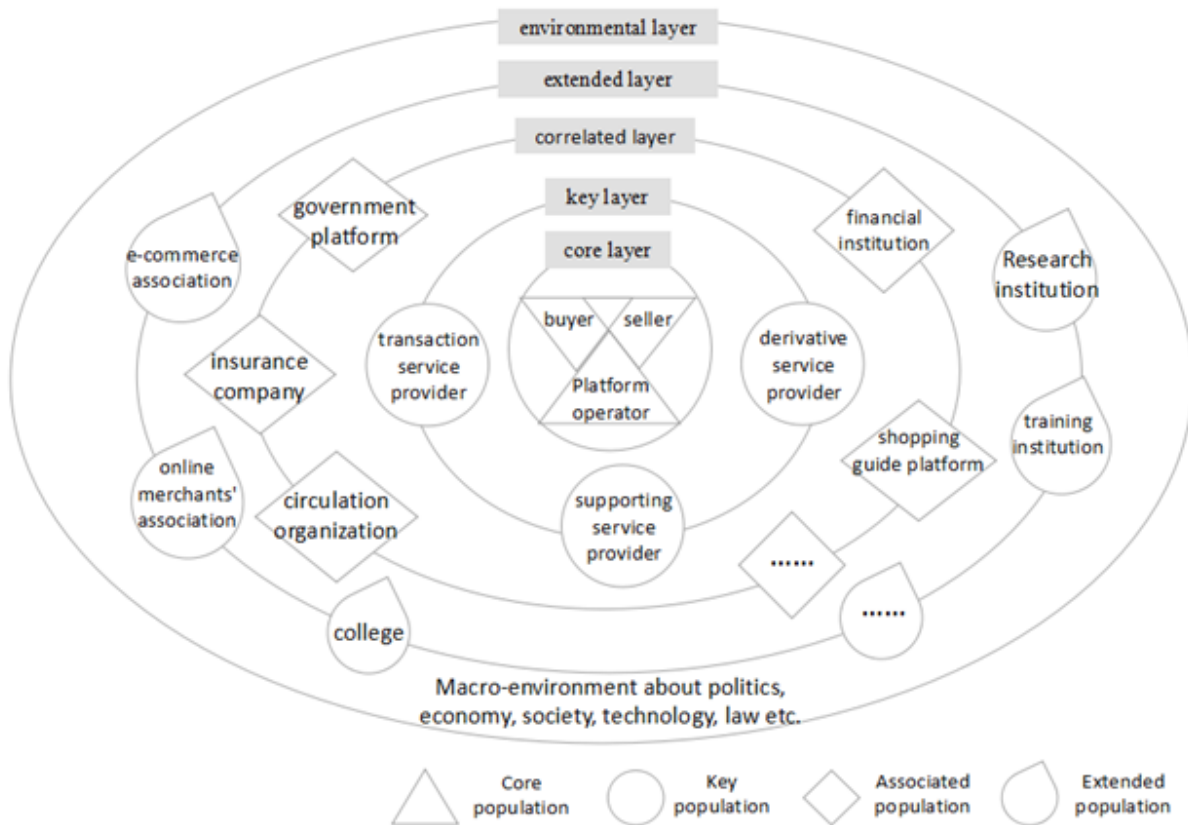 environmental layer
extended layer
correlated layer
key layer
core layer
government
platform
financial
institution
e-commerce
association
Research
institution
buyer
seller
transaction
service
provider
derivative
service
provider
insurance
company
Platform
operator
training
institution
shopping
guide platform
online
merchants'
association
circulation
organization
supporting
service
provider
......
......
college
Macro-environment about politics,
economy, society, technology, law etc.
Core
population
Key
population
Associated
population
Extended
population